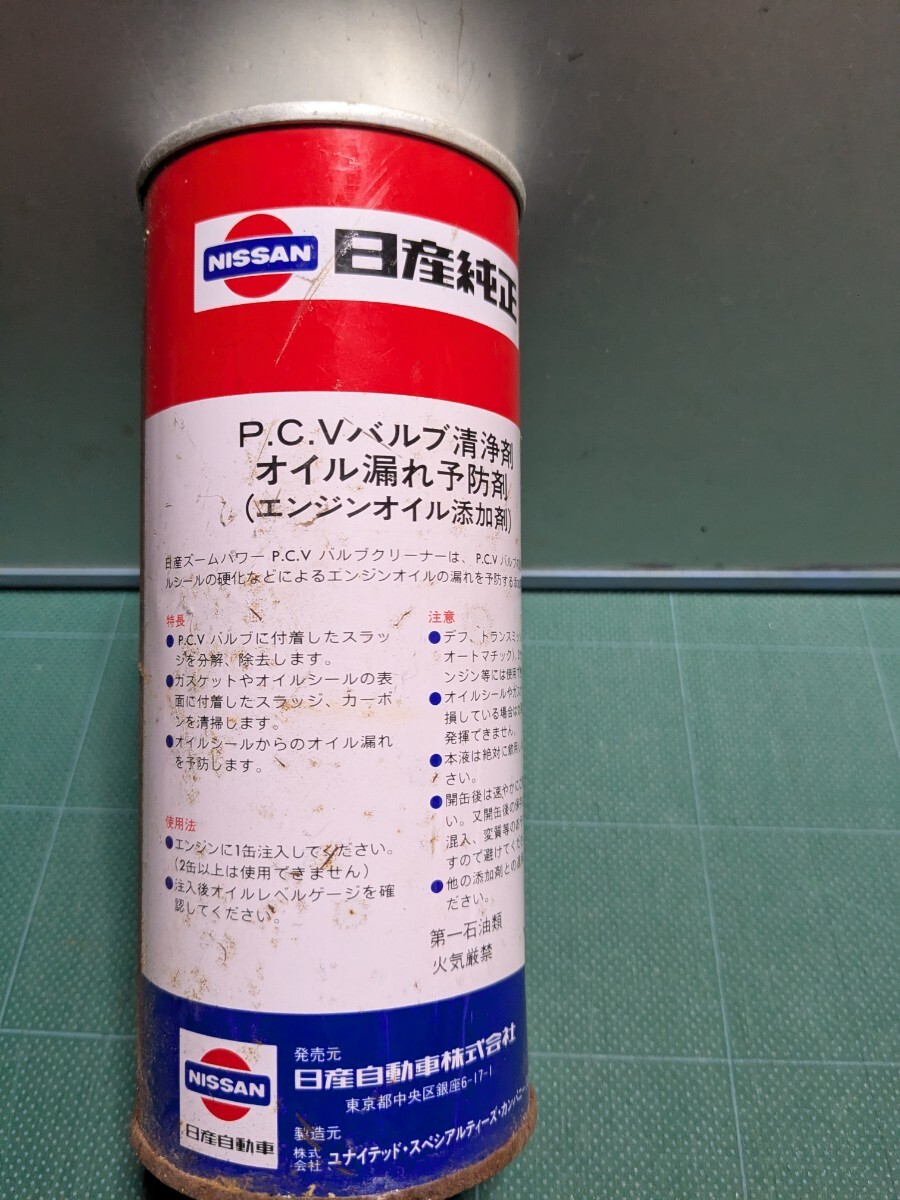 NISSAN 日産純正
P.C.Vバルブ清浄剤
オイル漏れ予防剤
(エンジンオイル添加剤)
日産ズームパワー P.C.V バルブクリーナーは、P.C.V バルブ
ルシールの硬化などによるエンジンオイルの漏れを予防する
特長
●P.C.V バルブに付着したスラッ
ジを分解、除去します。
●ガスケットやオイルシールの表
面に付着したスラッジ、カーボ
ンを清掃します。
●オイルシールからのオイル漏れ
を予防します。
使用法
●エンジンに1缶注入してください。
(2缶以上は使用できません)
●注入後オイルレベルゲージを確
認してください。
注意
●デフ、トランスミッ
オートマチック)、
ンジン等には使用
●オイルシールやガス
損している場合は
発揮できません。
●本液は絶対に飲用
さい。
●開缶後は速やかに
い。又開缶後の保
混入、変質等の
すので避けてくだ
●他の添加剤との
ださい。
第一石油類
火気厳禁
NISSAN
日産自動車
発売元
日産自動車株式会社
東京都中央区銀座6-17-1
製造元
株式会社 ユナイテッド・スペシアルティーズ・カンパニー